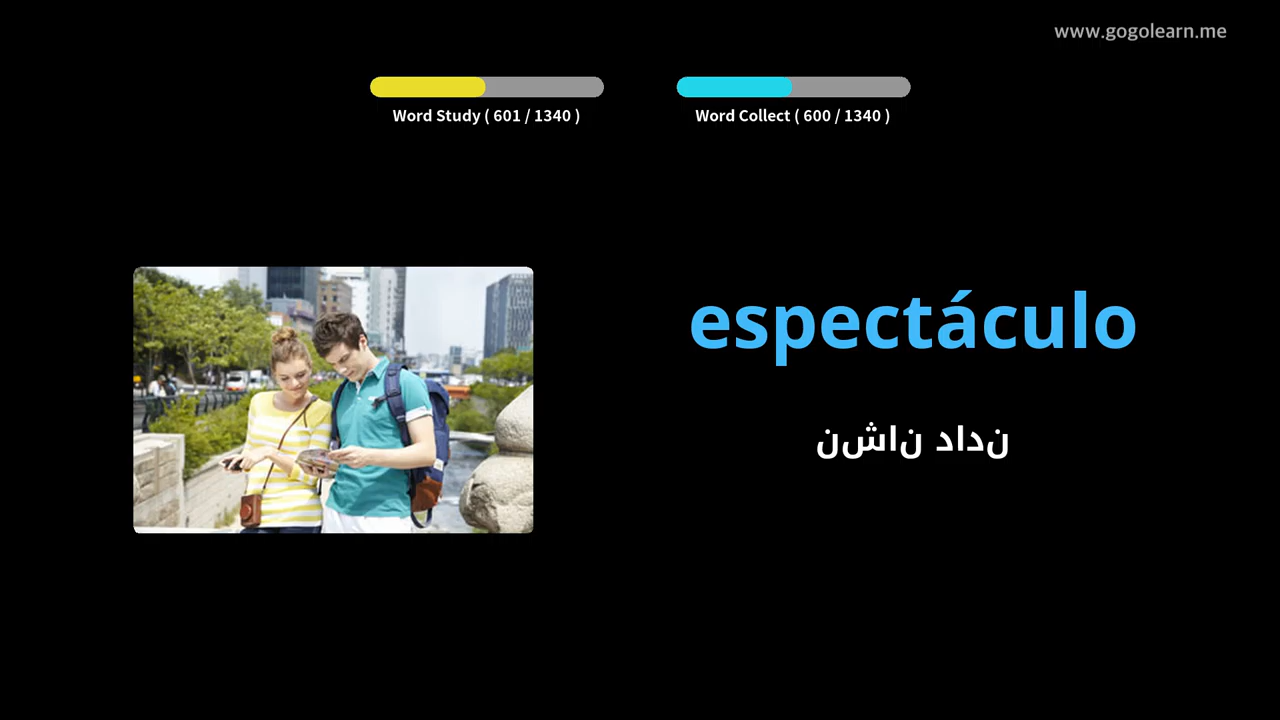 www.gogolearn.me
Word Study ( 601 / 1340 )
Word Collect ( 600 / 1340 )
espectáculo
نشان دادن